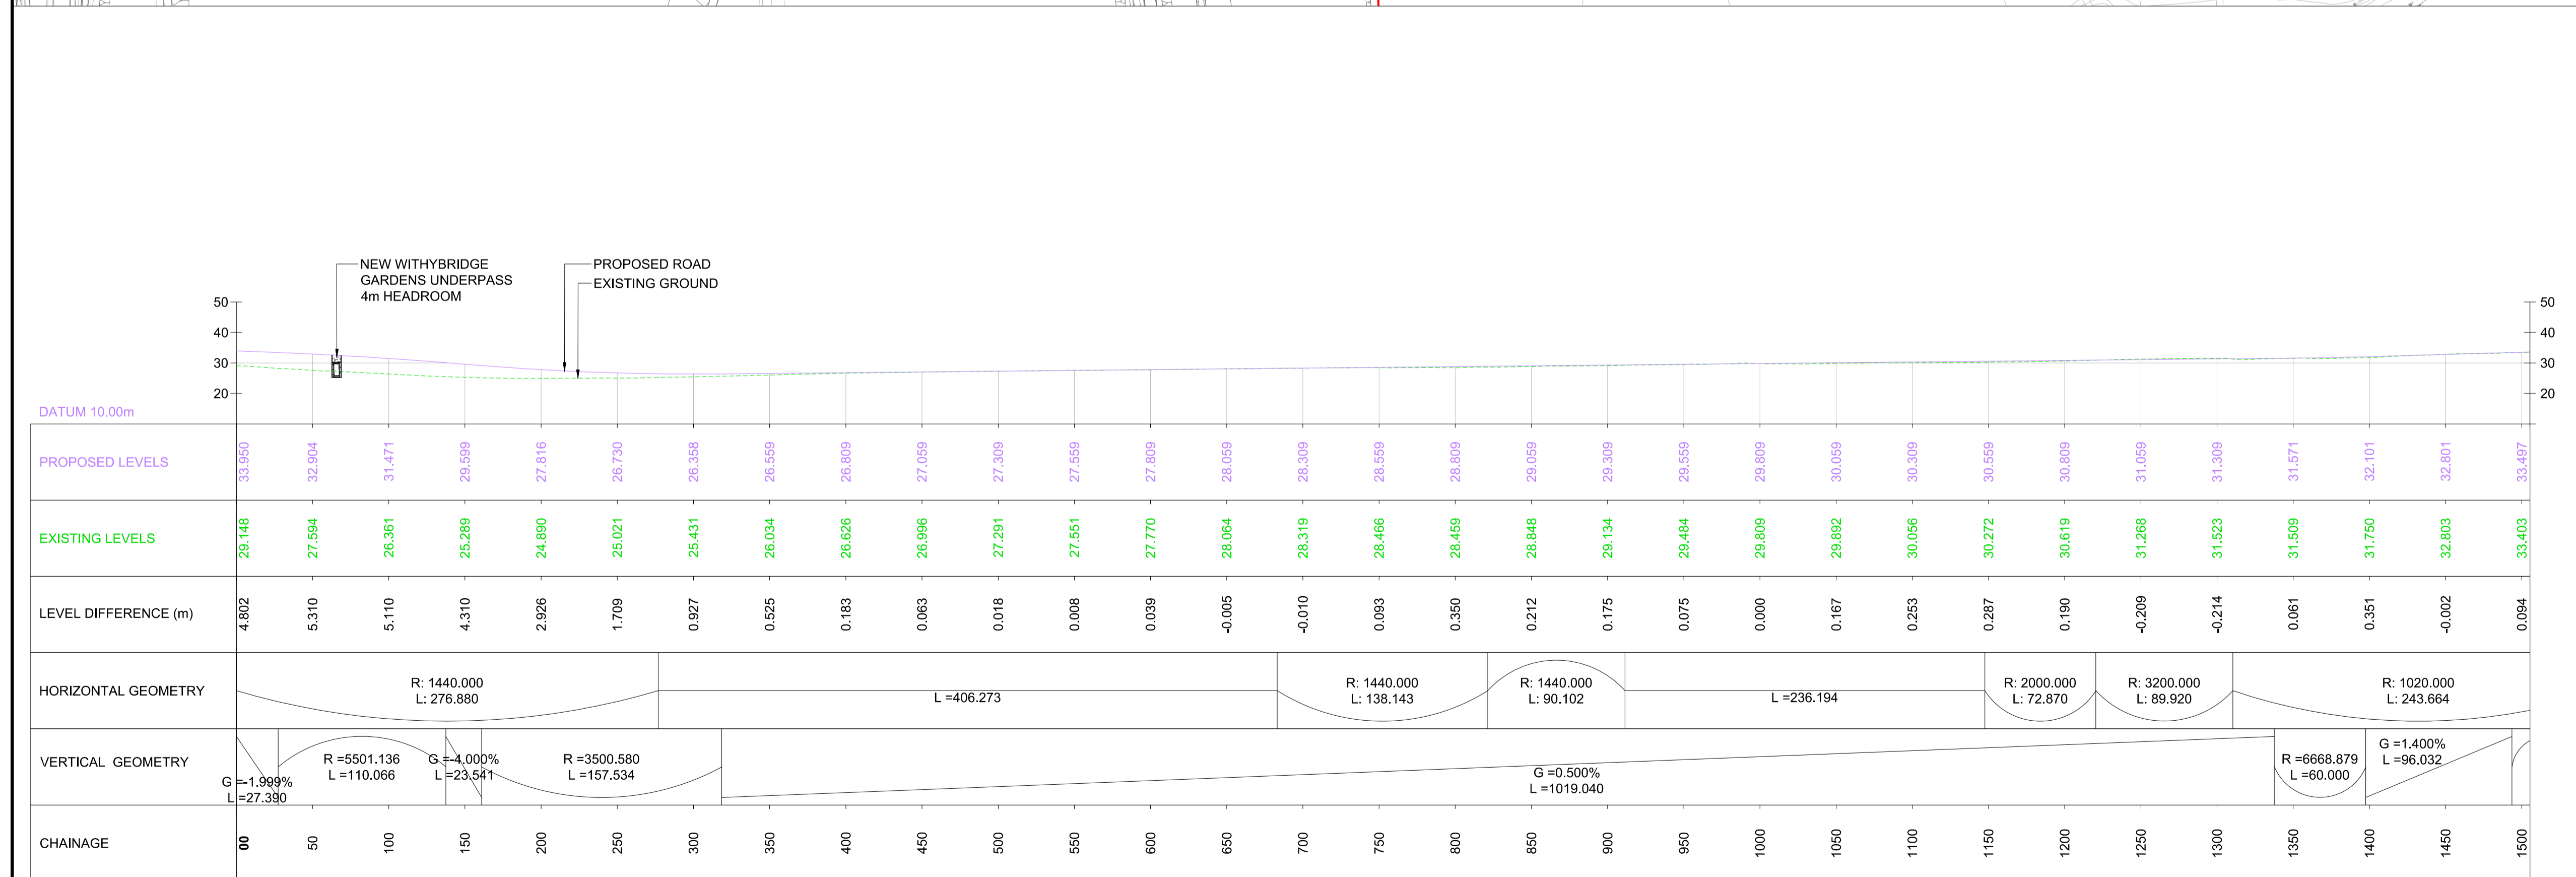 NEW WITHYBRIDGE
GARDENS UNDERPASS
4m HEADROOM
PROPOSED ROAD
EXISTING GROUND
50
40
30
20
50
40
30
20
DATUM 10.00m
PROPOSED LEVELS
33.950 32.904 31.471 29.599 27.816 26.730 26.358 26.559 26.809 27.059 27.309 27.559 27.809 28.059 28.309 28.559 28.809 29.059 29.309 29.559 29.809 30.059 30.309 30.559 30.809 31.059 31.309 31.571 32.101 32.801 33.497
EXISTING LEVELS
29.148 27.594 26.361 25.289 24.890 25.021 25.431 26.034 26.626 26.996 27.291 27.551 27.770 28.064 28.319 28.466 28.459 28.848 29.134 29.484 29.809 29.892 30.056 30.272 30.619 31.268 31.523 31.509 31.750 32.803 33.403
LEVEL DIFFERENCE (m)
4.802 5.310 5.110 4.310 2.926 1.709 0.927 0.525 0.183 0.063 0.018 0.008 0.039 -0.005 -0.010 0.093 0.350 0.212 0.175 0.075 0.000 0.167 0.253 0.287 0.190 -0.209 -0.214 0.061 0.351 -0.002 0.094
HORIZONTAL GEOMETRY
R: 1440.000
L: 276.880
L =406.273
R: 1440.000
L: 138.143
R: 1440.000
L: 90.102
L =236.194
R: 2000.000
L: 72.870
R: 3200.000
L: 89.920
R: 1020.000
L: 243.664
VERTICAL GEOMETRY
G =-1.999%
L =27.390
R =5501.136
L =110.066
G =-4.000%
L =23.541
R =3500.580
L =157.534
G =0.500%
L =1019.040
R =6668.879
L =60.000
G =1.400%
L =96.032
CHAINAGE
00 50 100 150 200 250 300 350 400 450 500 550 600 650 700 750 800 850 900 950 1000 1050 1100 1150 1200 1250 1300 1350 1400 1450 1500